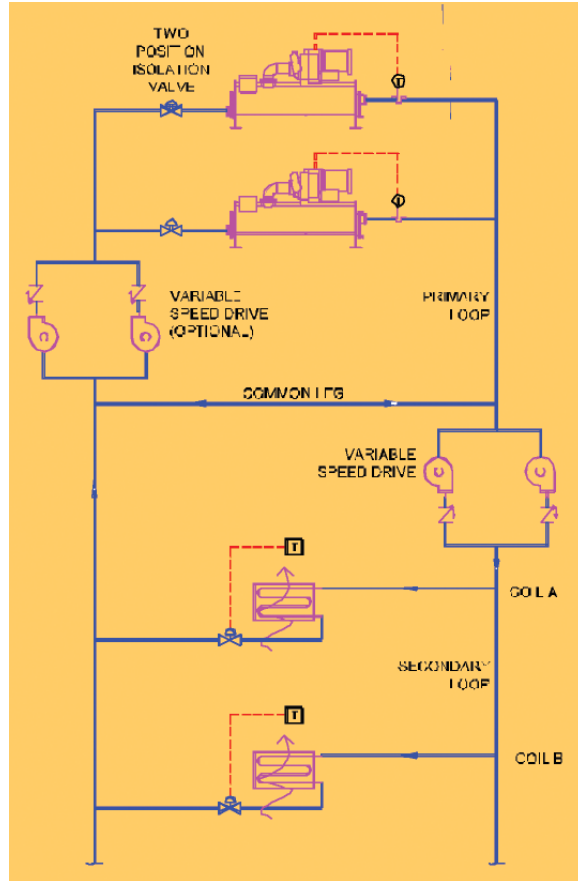 TWO
POSITION
ISOLATION
VALVE
T
T
VARIABLE
SPEED DRIVE
(OPTIONAL)
C
C
PRIMARY
LOOP
COMMON LEG
VARIABLE
SPEED DRIVE
C
C
T
COIL A
SECONDARY
LOOP
T
COIL B